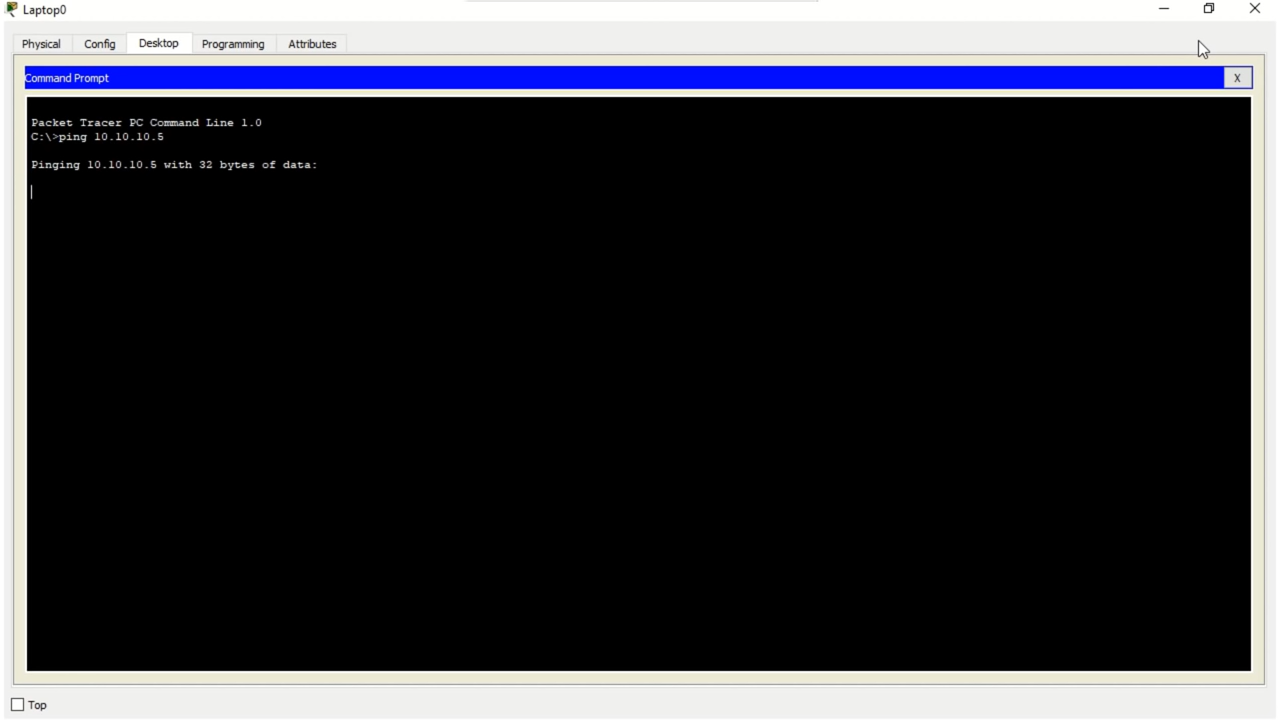 Laptop0
Physical Config Desktop Programming Attributes
Command Prompt
X
Packet Tracer PC Command Line 1.0
C:\>ping 10.10.10.5
Pinging 10.10.10.5 with 32 bytes of data:
Top